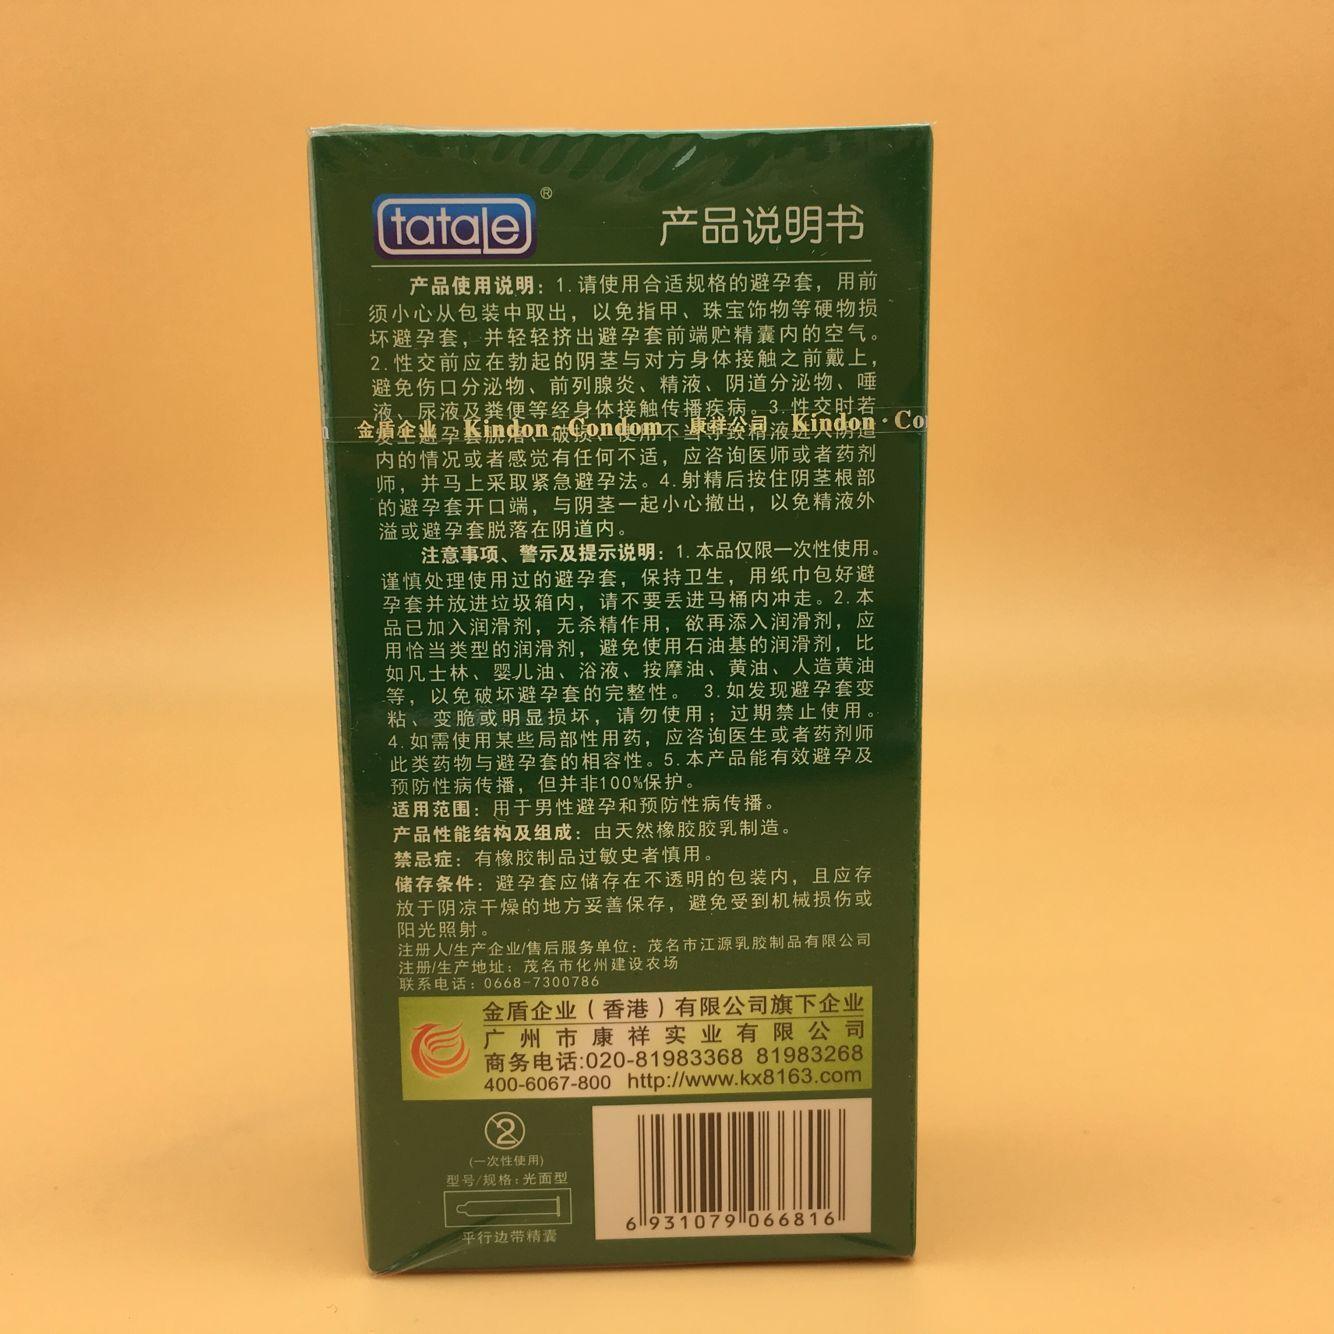 tatale®
产品说明书
产品使用说明：1.请使用合适规格的避孕套，用前
须小心从包装中取出，以免指甲、珠宝饰物等硬物损
坏避孕套，并轻轻挤出避孕套前端贮精囊内的空气。
2.性交前应在勃起的阴茎与对方身体接触之前戴上，
避免伤口分泌物、前列腺炎、精液、阴道分泌物、唾
液、尿液及粪便等经身体接触传播疾病。3.性交时若
金盾企业 Kindon·Condom 康祥公司 Kindon·Co
发生避孕套脱落、破损、使用不当导致精液进入阴道
内的情况或者感觉有任何不适，应咨询医师或者药剂
师，并马上采取紧急避孕法。4.射精后按住阴茎根部
的避孕套开口端，与阴茎一起小心撤出，以免精液外
溢或避孕套脱落在阴道内。
注意事项、警示及提示说明：1.本品仅限一次性使用。
谨慎处理使用过的避孕套，保持卫生，用纸巾包好避
孕套并放进垃圾箱内，请不要丢进马桶内冲走。2.本
品已加入润滑剂，无杀精作用，欲再添入润滑剂，应
用恰当类型的润滑剂，避免使用石油基的润滑剂，比
如凡士林、婴儿油、浴液、按摩油、黄油、人造黄油
等，以免破坏避孕套的完整性。 3.如发现避孕套变
粘、变脆或明显损坏，请勿使用；过期禁止使用。
4.如需使用某些局部性用药，应咨询医生或者药剂师
此类药物与避孕套的相容性。5.本产品能有效避孕及
预防性病传播，但并非100%保护。
适用范围：用于男性避孕和预防性病传播。
产品性能结构及组成：由天然橡胶胶乳制造。
禁忌症：有橡胶制品过敏史者慎用。
储存条件：避孕套应储存在不透明的包装内，且应存
放于阴凉干燥的地方妥善保存，避免受到机械损伤或
阳光照射。
注册人/生产企业/售后服务单位：茂名市江源乳胶制品有限公司
注册/生产地址：茂名市化州建设农场
联系电话：0668-7300786
金盾企业（香港）有限公司旗下企业
广州市康祥实业有限公司
商务电话:020-81983368 81983268
400-6067-800 http://www.kx8163.com
2
(一次性使用)
型号/规格：光面型
平行边带精囊
6 931079 066816